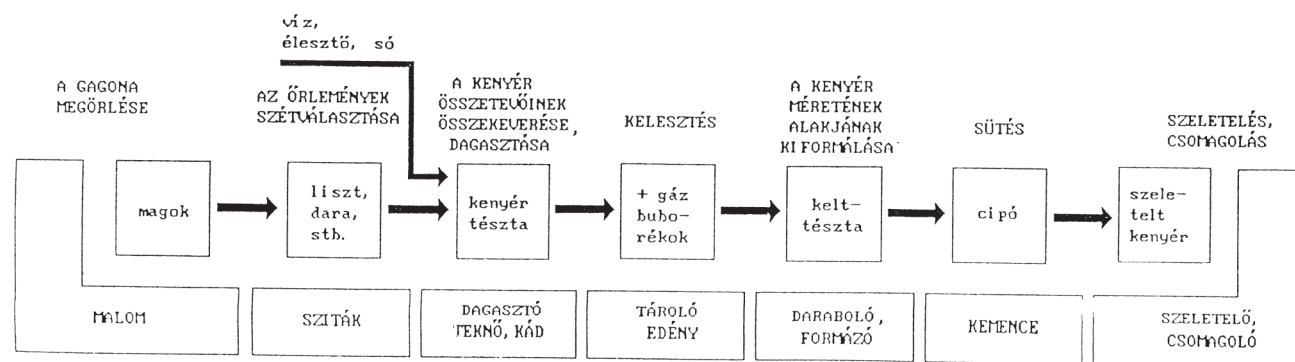 víz,
élesztő, só
A GAGONA
MEGŐRLÉSE
AZ ŐRLEMÉNYEK
SZÉTVÁLASZTÁSA
A KENYÉR
ÖSSZETEVŐINEK
ÖSSZEKEVERÉSE,
DAGASZTÁSA
KELESZTÉS
A KENYÉR
MÉRETÉNEK
ALAKJÁNAK
KIFORMÁLÁSA
SÜTÉS
SZELETELÉS,
CSOMAGOLÁS
magok
liszt,
dara,
stb.
kenyér
tészta
+ gáz
bubo-
rékok
kelt-
tészta
cipó
szele-
telt
kenyér
MALOM
SZITÁK
DAGASZTÓ
TEKNŐ, KÁD
TÁROLÓ
EDÉNY
DARABOLÓ,
FORMÁZÓ
KEMENCE
SZELETELŐ,
CSOMAGOLÓ